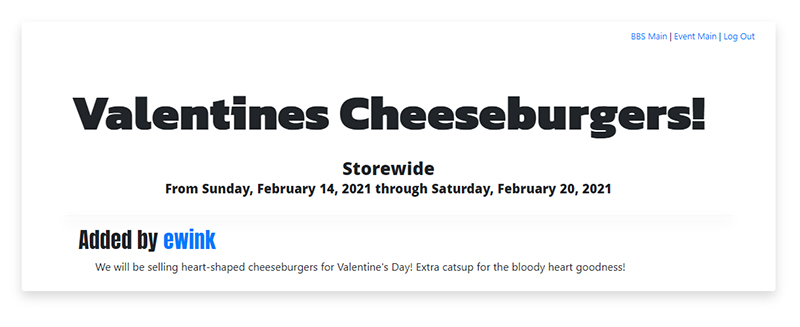 BBS Main | Event Main | Log Out
Valentines Cheeseburgers!
Storewide
From Sunday, February 14, 2021 through Saturday, February 20, 2021
Added by ewink
We will be selling heart-shaped cheeseburgers for Valentine's Day! Extra catsup for the bloody heart goodness!